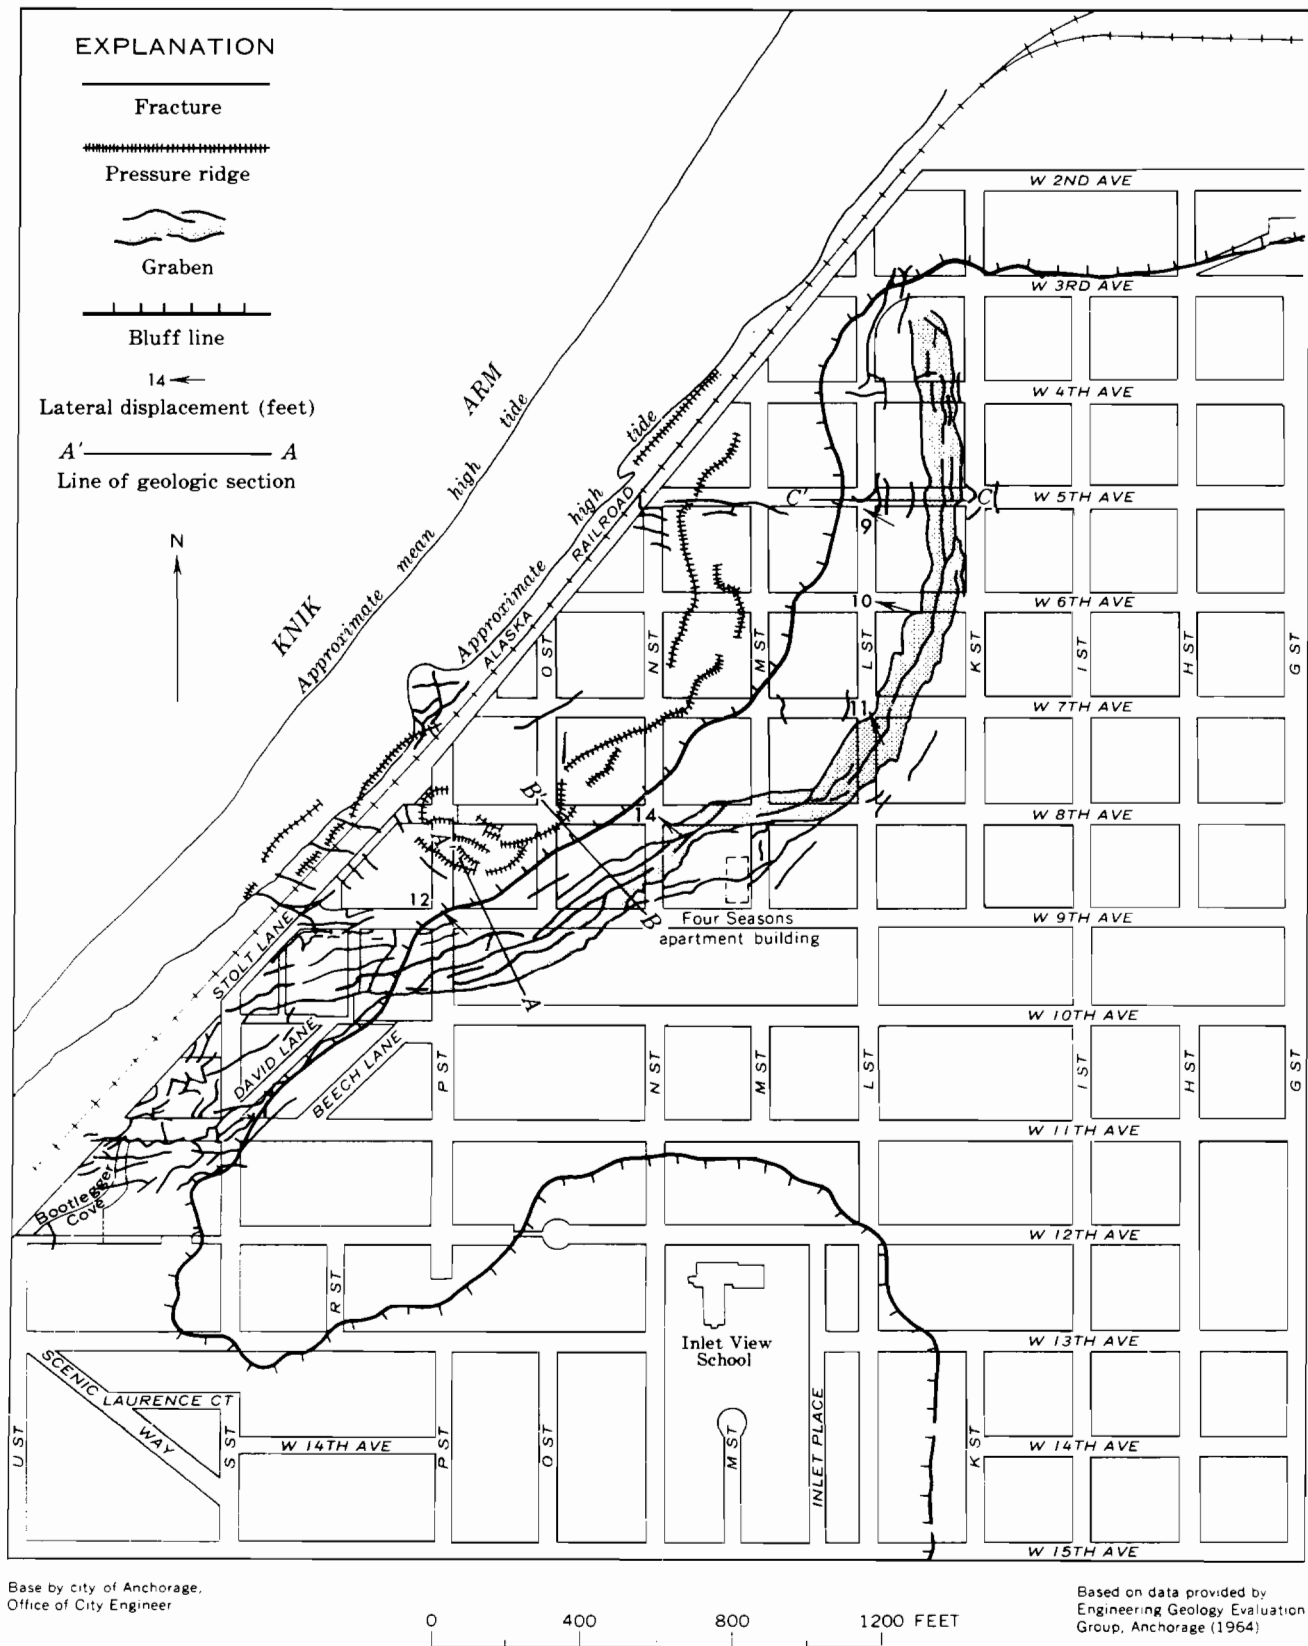 EXPLANATION
Fracture
Pressure ridge
Graben
Bluff line
14
Lateral displacement (feet)
A' A
Line of geologic section
N
KNIK
ARM
Approximate mean high tide
Approximate high tide
ALASKA RAILROAD
W 2ND AVE
W 3RD AVE
W 4TH AVE
C' C
W 5TH AVE
9
10
W 6TH AVE
O ST
N ST
M ST
L ST
K ST
I ST
H ST
G ST
11
W 7TH AVE
B'
14
W 8TH AVE
A'
12
B
Four Seasons
apartment building
W 9TH AVE
STOLT LANE
A
W 10TH AVE
DAVID LANE
BEECH LANE
P ST
N ST
M ST
L ST
I ST
H ST
G ST
W 11TH AVE
Bootlegger
Cove
W 12TH AVE
R ST
Inlet View
School
W 13TH AVE
SCENIC
WAY
LAURENCE CT
U ST
S ST
W 14TH AVE
P ST
O ST
M ST
INLET PLACE
K ST
W 14TH AVE
W 15TH AVE
Base by city of Anchorage,
Office of City Engineer
0 400 800 1200 FEET
Based on data provided by
Engineering Geology Evaluation
Group, Anchorage (1964)